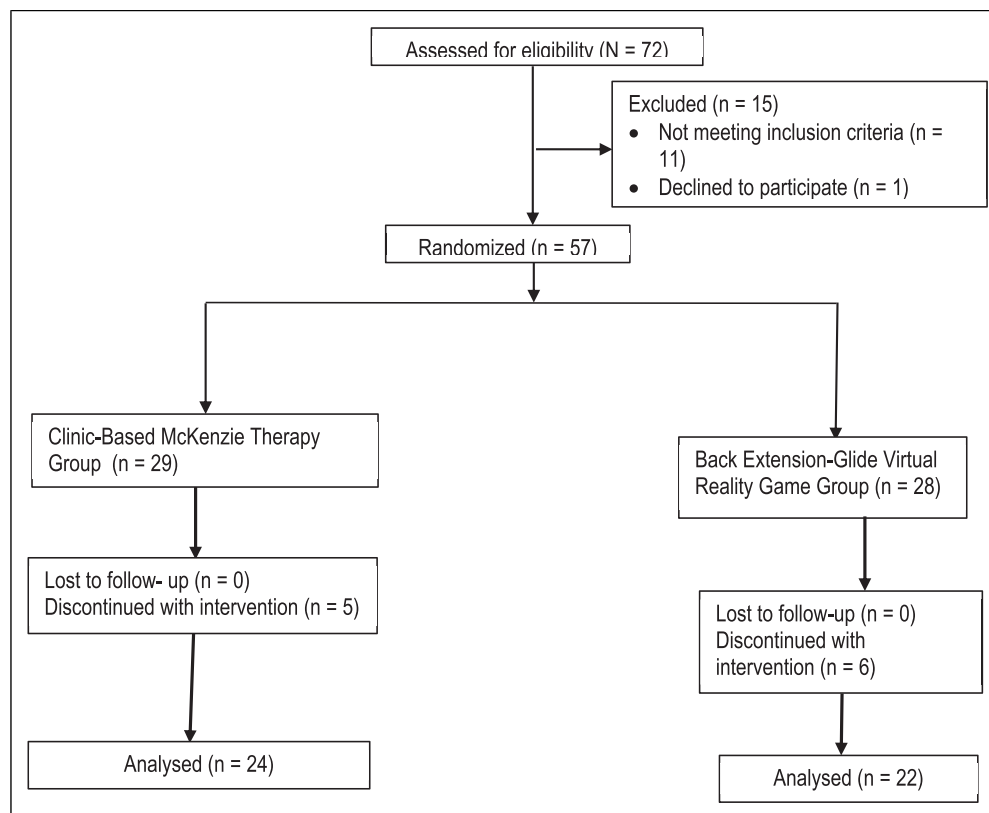 Assessed for eligibility (N = 72)
Excluded (n = 15)
● Not meeting inclusion criteria (n =
11)
● Declined to participate (n = 1)
Randomized (n = 57)
Clinic-Based McKenzie Therapy
Group (n = 29)
Back Extension-Glide Virtual
Reality Game Group (n = 28)
Lost to follow- up (n = 0)
Discontinued with intervention (n = 5)
Lost to follow-up (n = 0)
Discontinued with
intervention (n = 6)
Analysed (n = 24)
Analysed (n = 22)